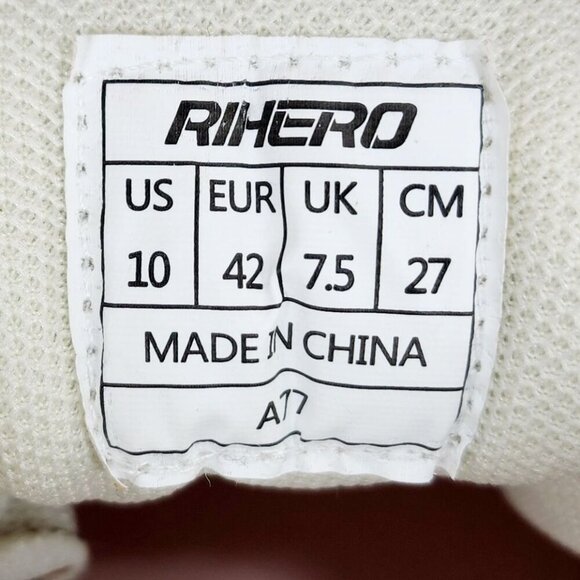 RIHERO
US EUR UK CM
10 42 7.5 27
MADE IN CHINA
A77